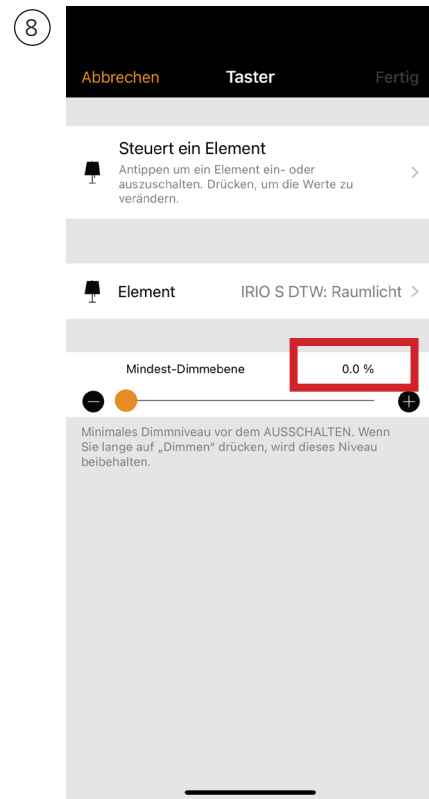 8
Abbrechen Taster Fertig
Steuert ein Element
Antippen um ein Element ein- oder
auszuschalten. Drücken, um die Werte zu
verändern.
Element IRIO S DTW: Raumlicht
Mindest-Dimmebene 0.0 %
Minimales Dimmniveau vor dem AUSSCHALTEN. Wenn
Sie lange auf „Dimmen" drücken, wird dieses Niveau
beibehalten.